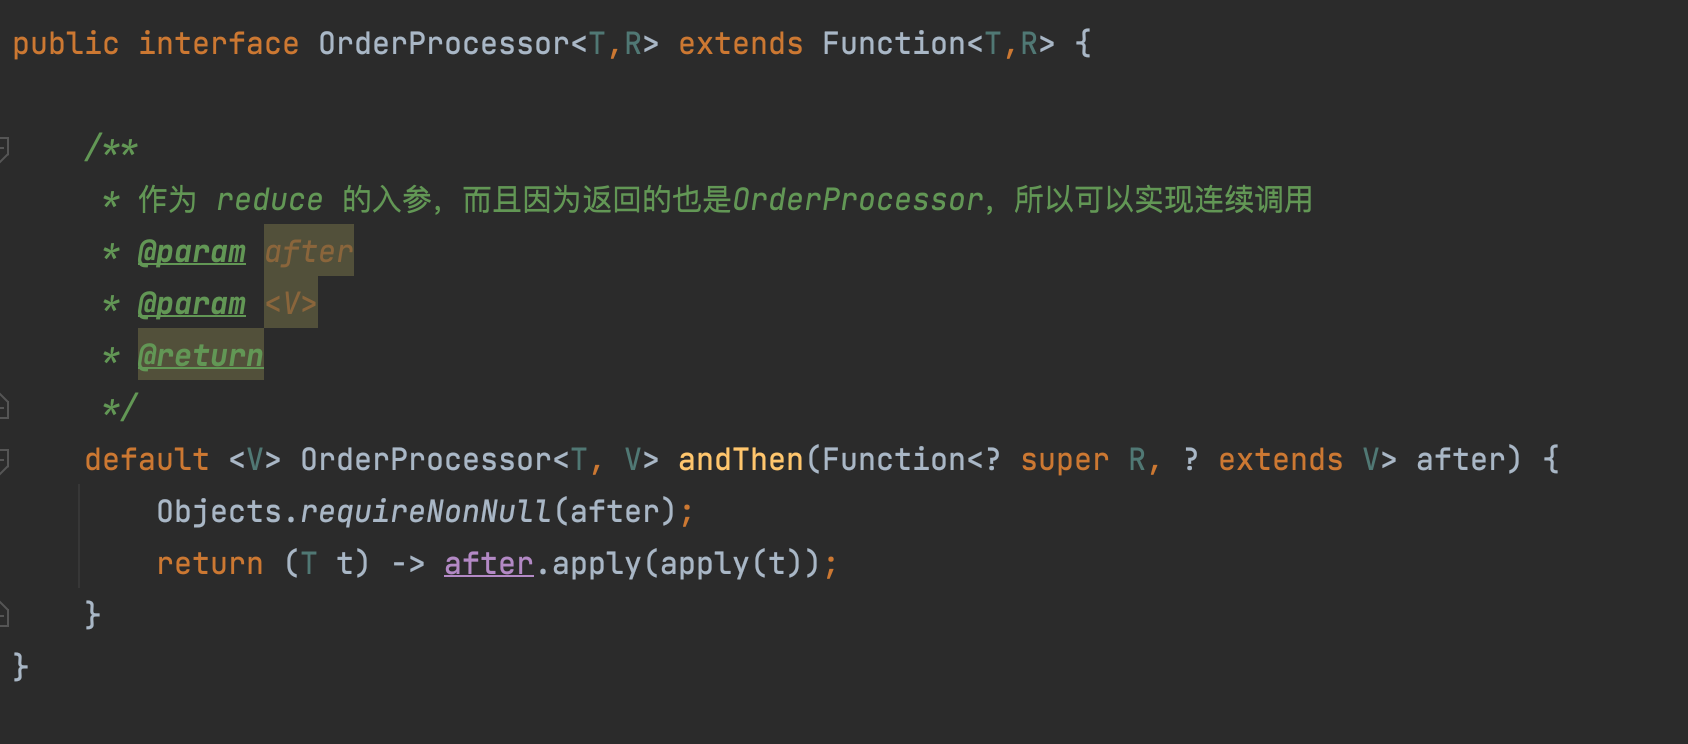 public interface OrderProcessor<T,R> extends Function<T,R> {
/**
* 作为 reduce 的入参，而且因为返回的也是OrderProcessor，所以可以实现连续调用
* @param after
* @param <V>
* @return
*/
default <V> OrderProcessor<T, V> andThen(Function<? super R, ? extends V> after) {
Objects.requireNonNull(after);
return (T t) -> after.apply(apply(t));
}
}